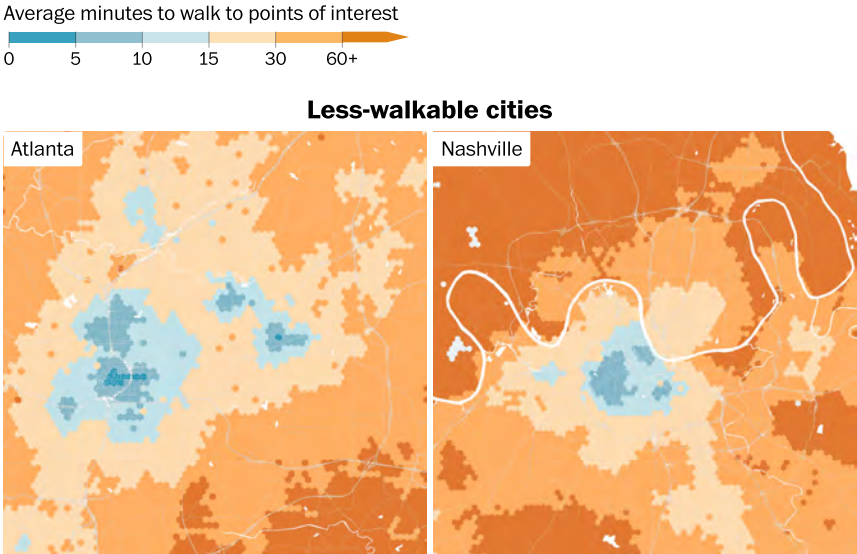 Average minutes to walk to points of interest
0 5 10 15 30 60+
Less-walkable cities
Atlanta
Nashville